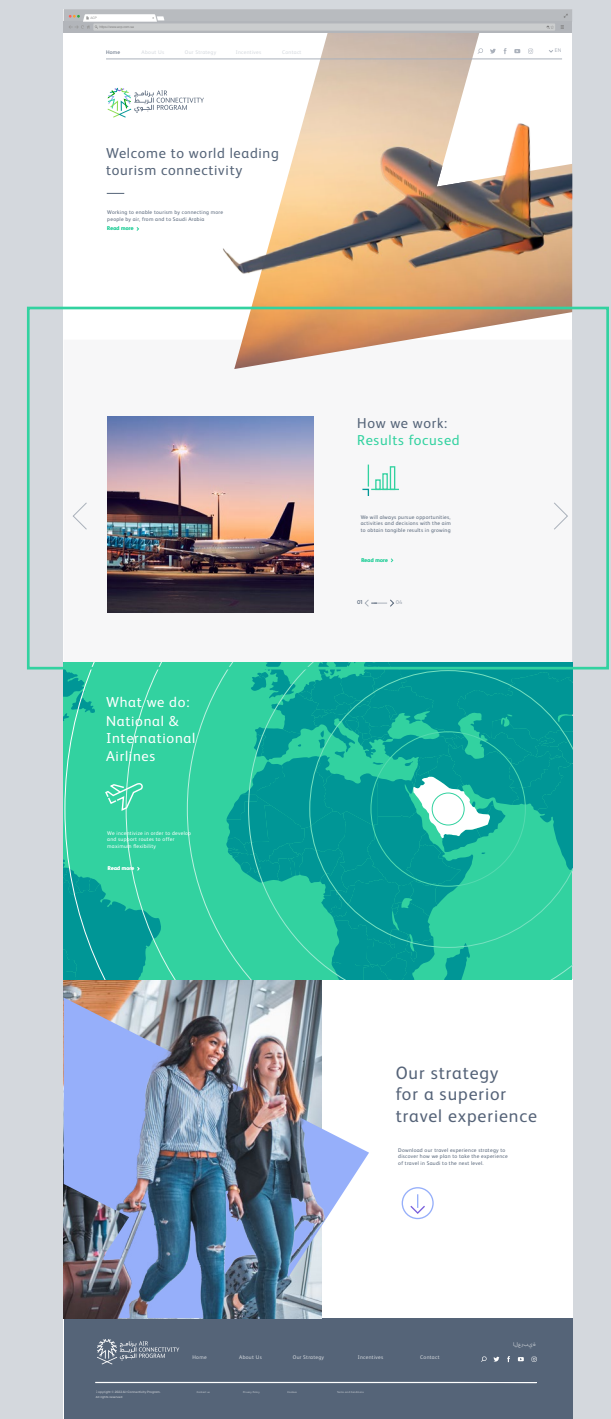 Home About Us Our Strategy Incentives Contact
EN
برنامج AIR
الربط CONNECTIVITY
الجوي PROGRAM
Welcome to world leading
tourism connectivity
Working to enable tourism by connecting more
people by air, from and to Saudi Arabia
Read more
How we work:
Results focused
We will always pursue opportunities,
activities and decisions with the aim
to obtain tangible results in growing
Read more
01 06
What we do:
National &
International
Airlines
We incentivize in order to develop
and support routes to offer
maximum flexibility
Read more
Our strategy
for a superior
travel experience
Download our travel experience strategy to
discover how we plan to take the experience
of travel in Saudi to the next level
برنامج AIR
الربط CONNECTIVITY
الجوي PROGRAM
Home About Us Our Strategy Incentives Contact
All rights reserved